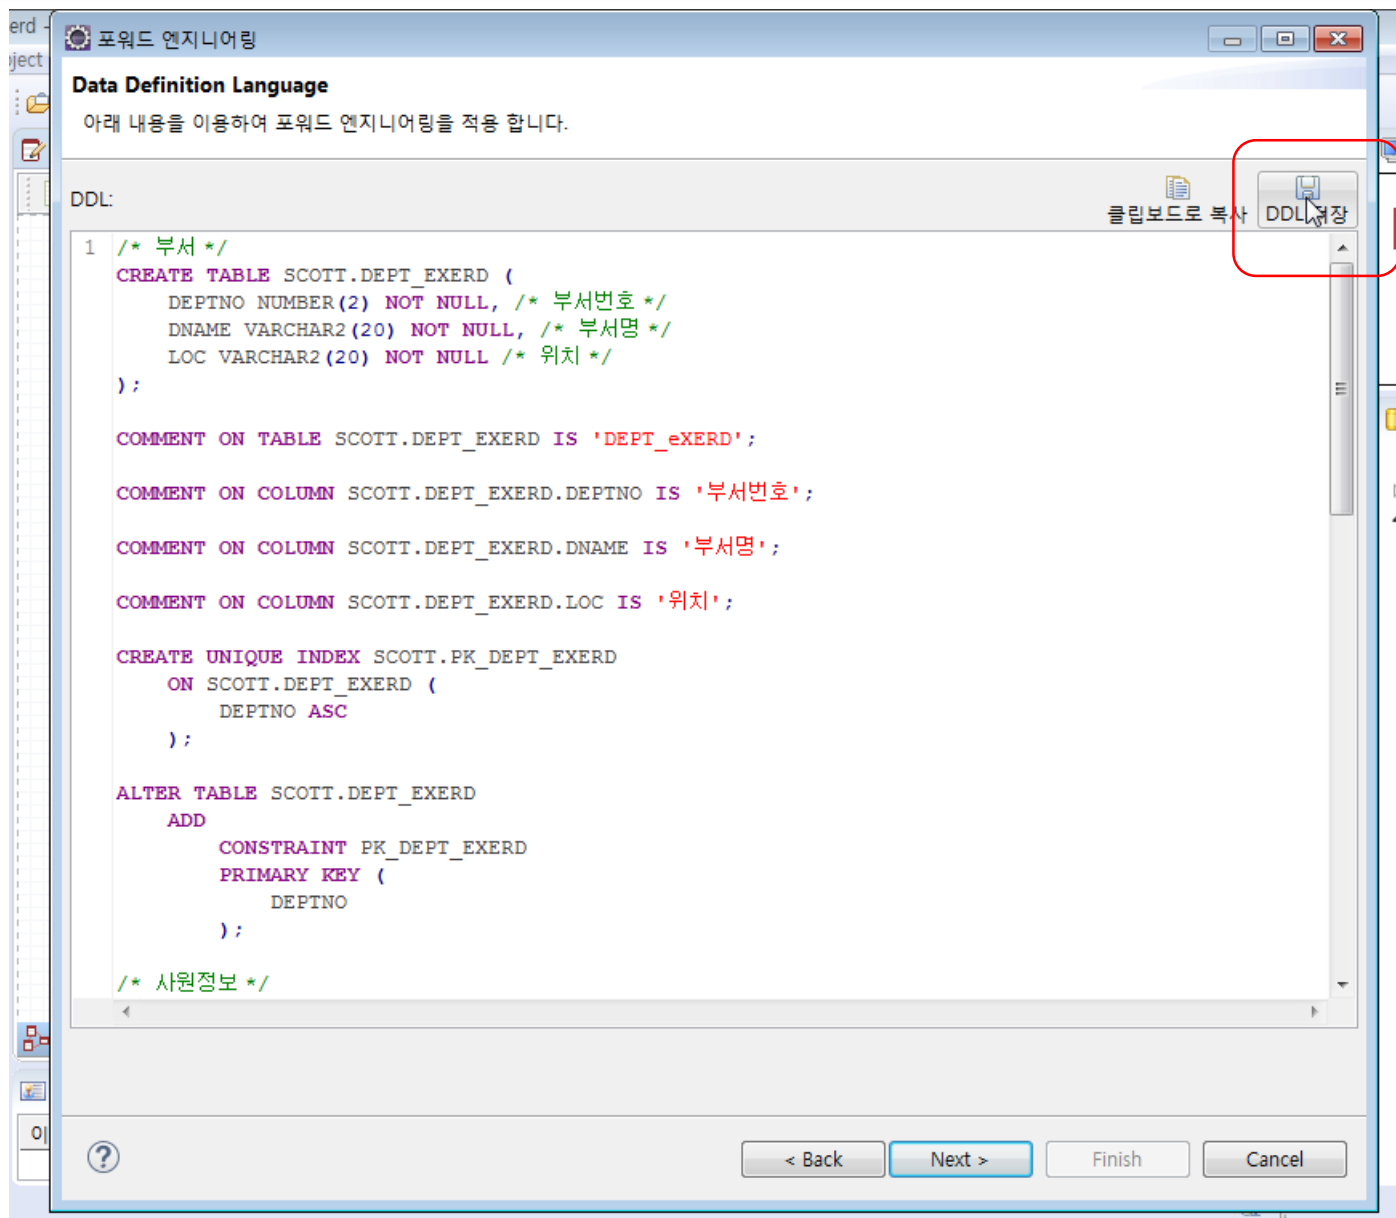 erd -
포워드 엔지니어링
ject
Data Definition Language
아래 내용을 이용하여 포워드 엔지니어링을 적용 합니다.
DDL:
클립보드로 복사
DDL 저장
1
/* 부서 */
CREATE TABLE SCOTT.DEPT_EXERD (
DEPTNO NUMBER(2) NOT NULL, /* 부서번호 */
DNAME VARCHAR2(20) NOT NULL, /* 부서명 */
LOC VARCHAR2(20) NOT NULL /* 위치 */
);
COMMENT ON TABLE SCOTT.DEPT_EXERD IS 'DEPT_eXERD';
COMMENT ON COLUMN SCOTT.DEPT_EXERD.DEPTNO IS '부서번호';
COMMENT ON COLUMN SCOTT.DEPT_EXERD.DNAME IS '부서명';
COMMENT ON COLUMN SCOTT.DEPT_EXERD.LOC IS '위치';
CREATE UNIQUE INDEX SCOTT.PK_DEPT_EXERD
ON SCOTT.DEPT_EXERD (
DEPTNO ASC
);
ALTER TABLE SCOTT.DEPT_EXERD
ADD
CONSTRAINT PK_DEPT_EXERD
PRIMARY KEY (
DEPTNO
);
/* 사원정보 */
이
< Back
Next >
Finish
Cancel